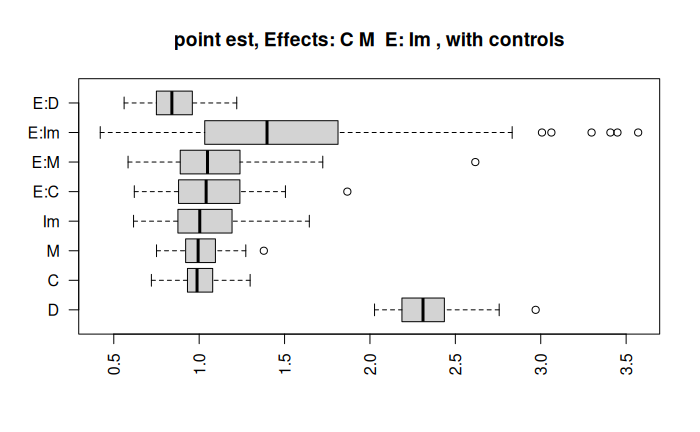 point est, Effects: C M  E: Im , with controls
E:D
E:Im
E:M
E:C
Im
M
C
D
0.5 1.0 1.5 2.0 2.5 3.0 3.5